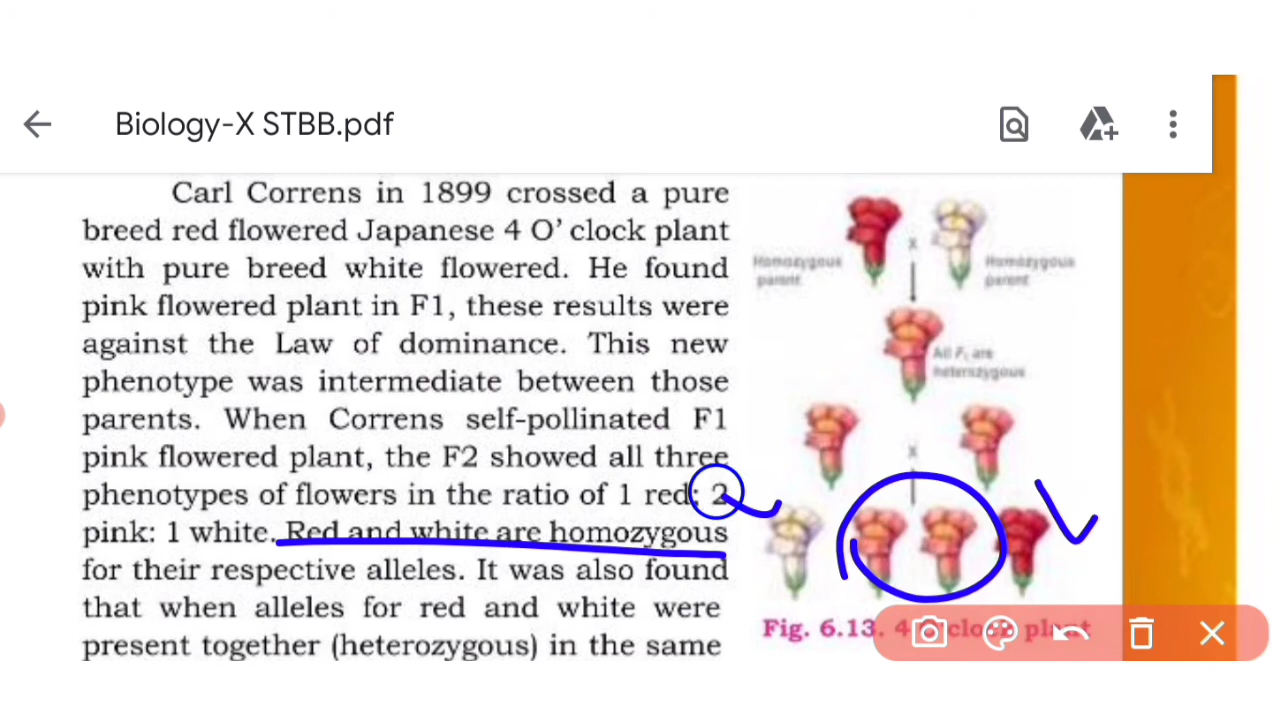 Biology-X STBB.pdf
Carl Correns in 1899 crossed a pure
breed red flowered Japanese 4 O' clock plant
with pure breed white flowered. He found
pink flowered plant in F1, these results were
against the Law of dominance. This new
phenotype was intermediate between those
parents. When Correns self-pollinated F1
pink flowered plant, the F2 showed all three
phenotypes of flowers in the ratio of 1 red: 2
pink: 1 white. Red and white are homozygous
for their respective alleles. It was also found
that when alleles for red and white were
present together (heterozygous) in the same
X
Homozygous
parent
Homozygous
parent
All F₁ are
heterozygous
X
Fig. 6.13. 4 clock plant